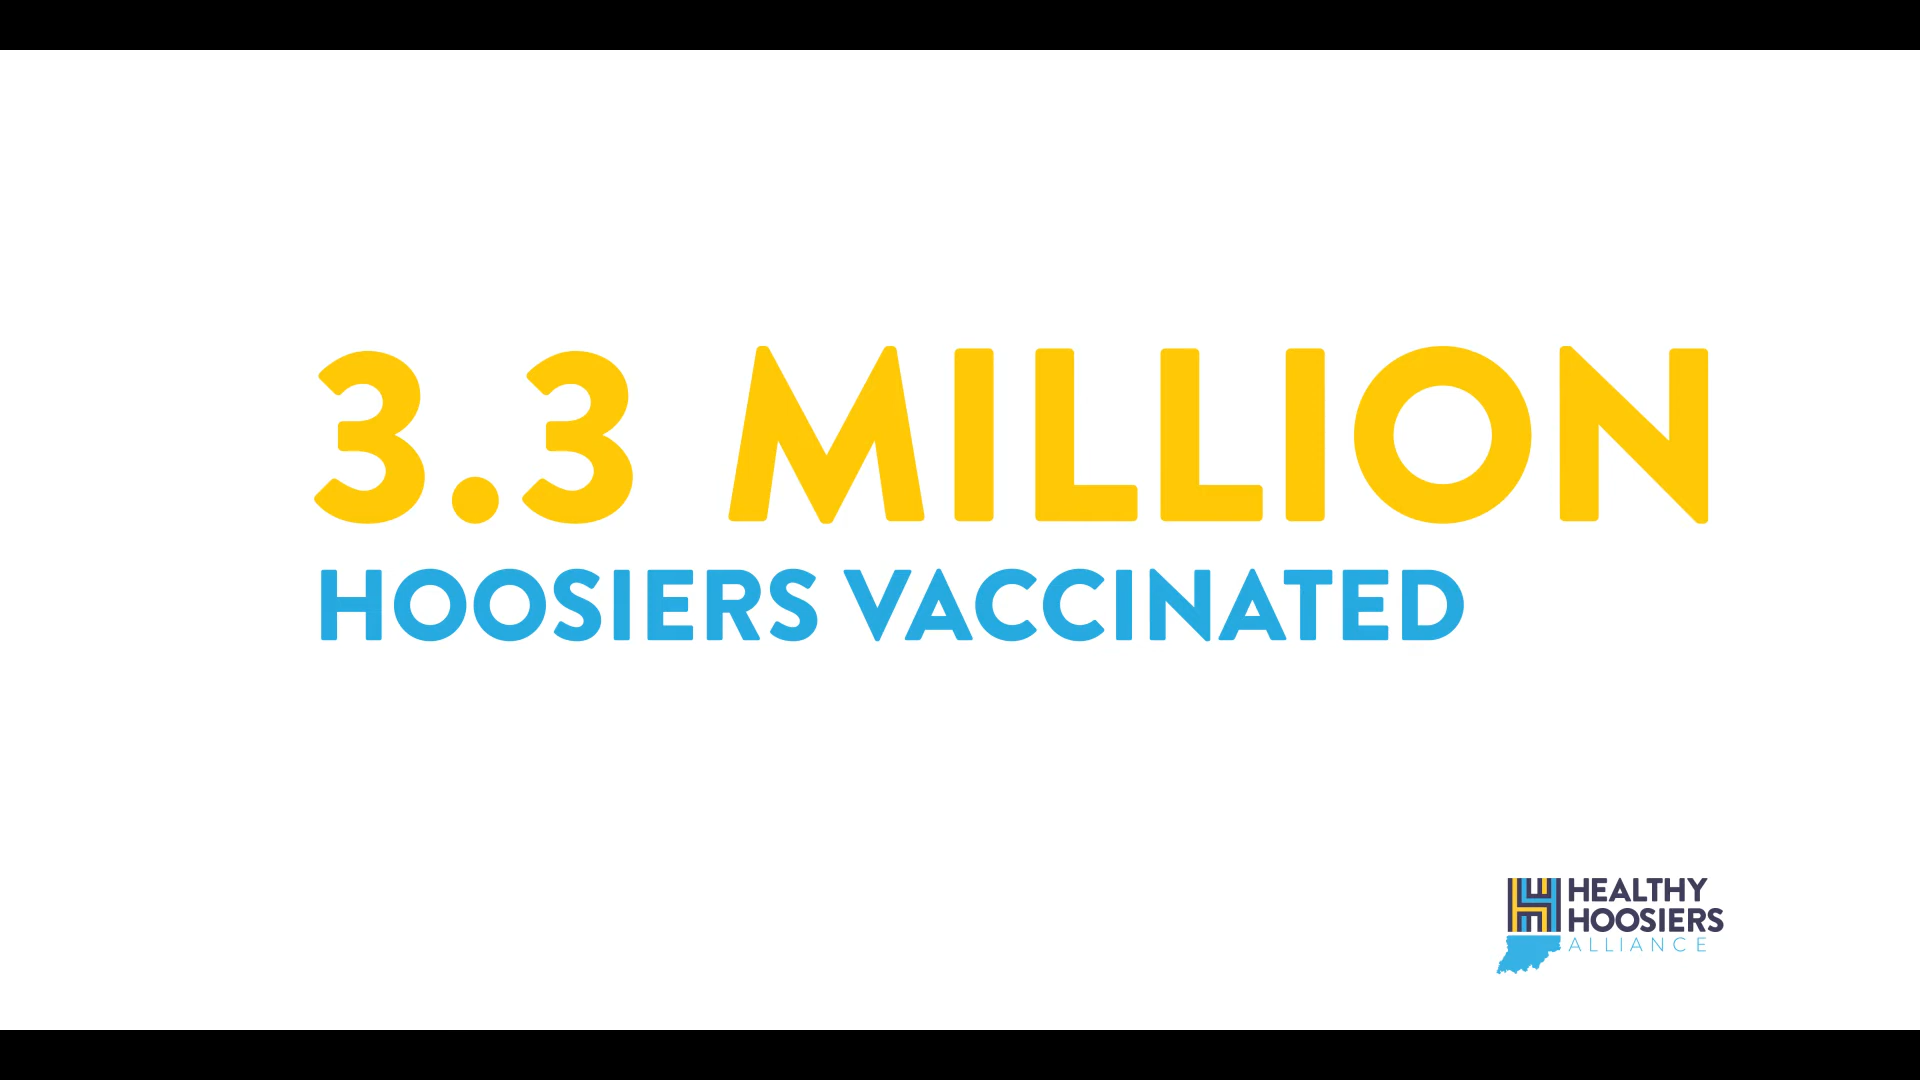 3.3 MILLION
HOOSIERS VACCINATED
HEALTHY
HOOSIERS
ALLIANCE